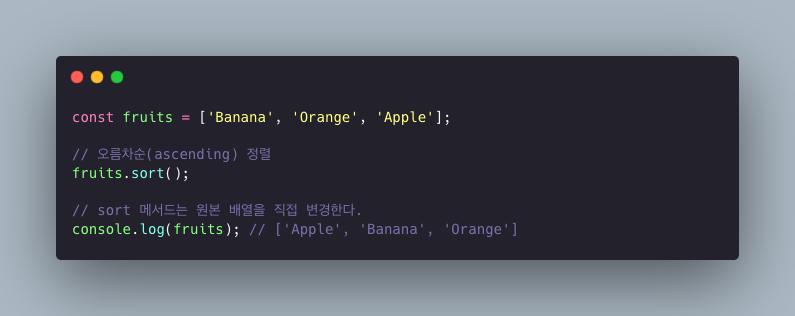 const fruits = ['Banana', 'Orange', 'Apple'];
// 오름차순(ascending) 정렬
fruits.sort();
// sort 메서드는 원본 배열을 직접 변경한다.
console.log(fruits); // ['Apple', 'Banana', 'Orange']